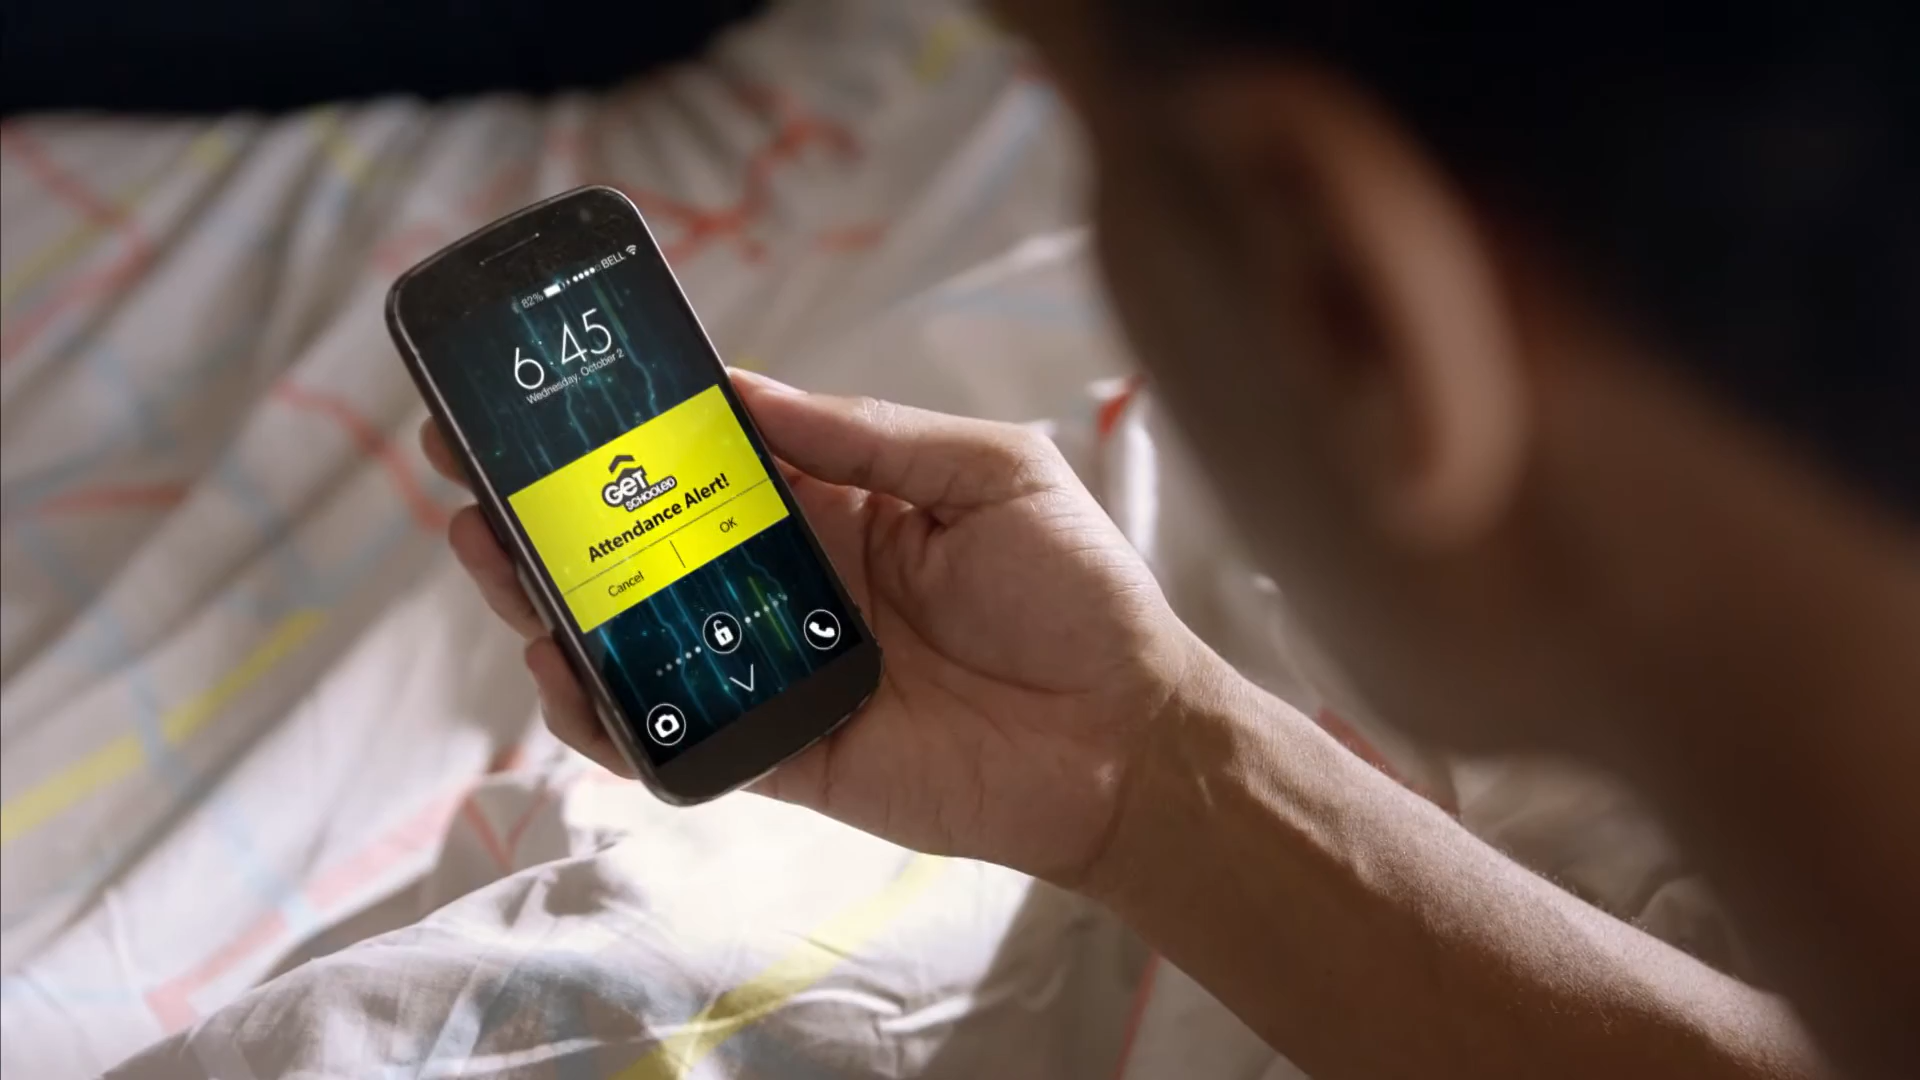 82% BELL
6 45
Wednesday, October 2
GET
SCHOOLED
Attendance Alert!
Cancel OK